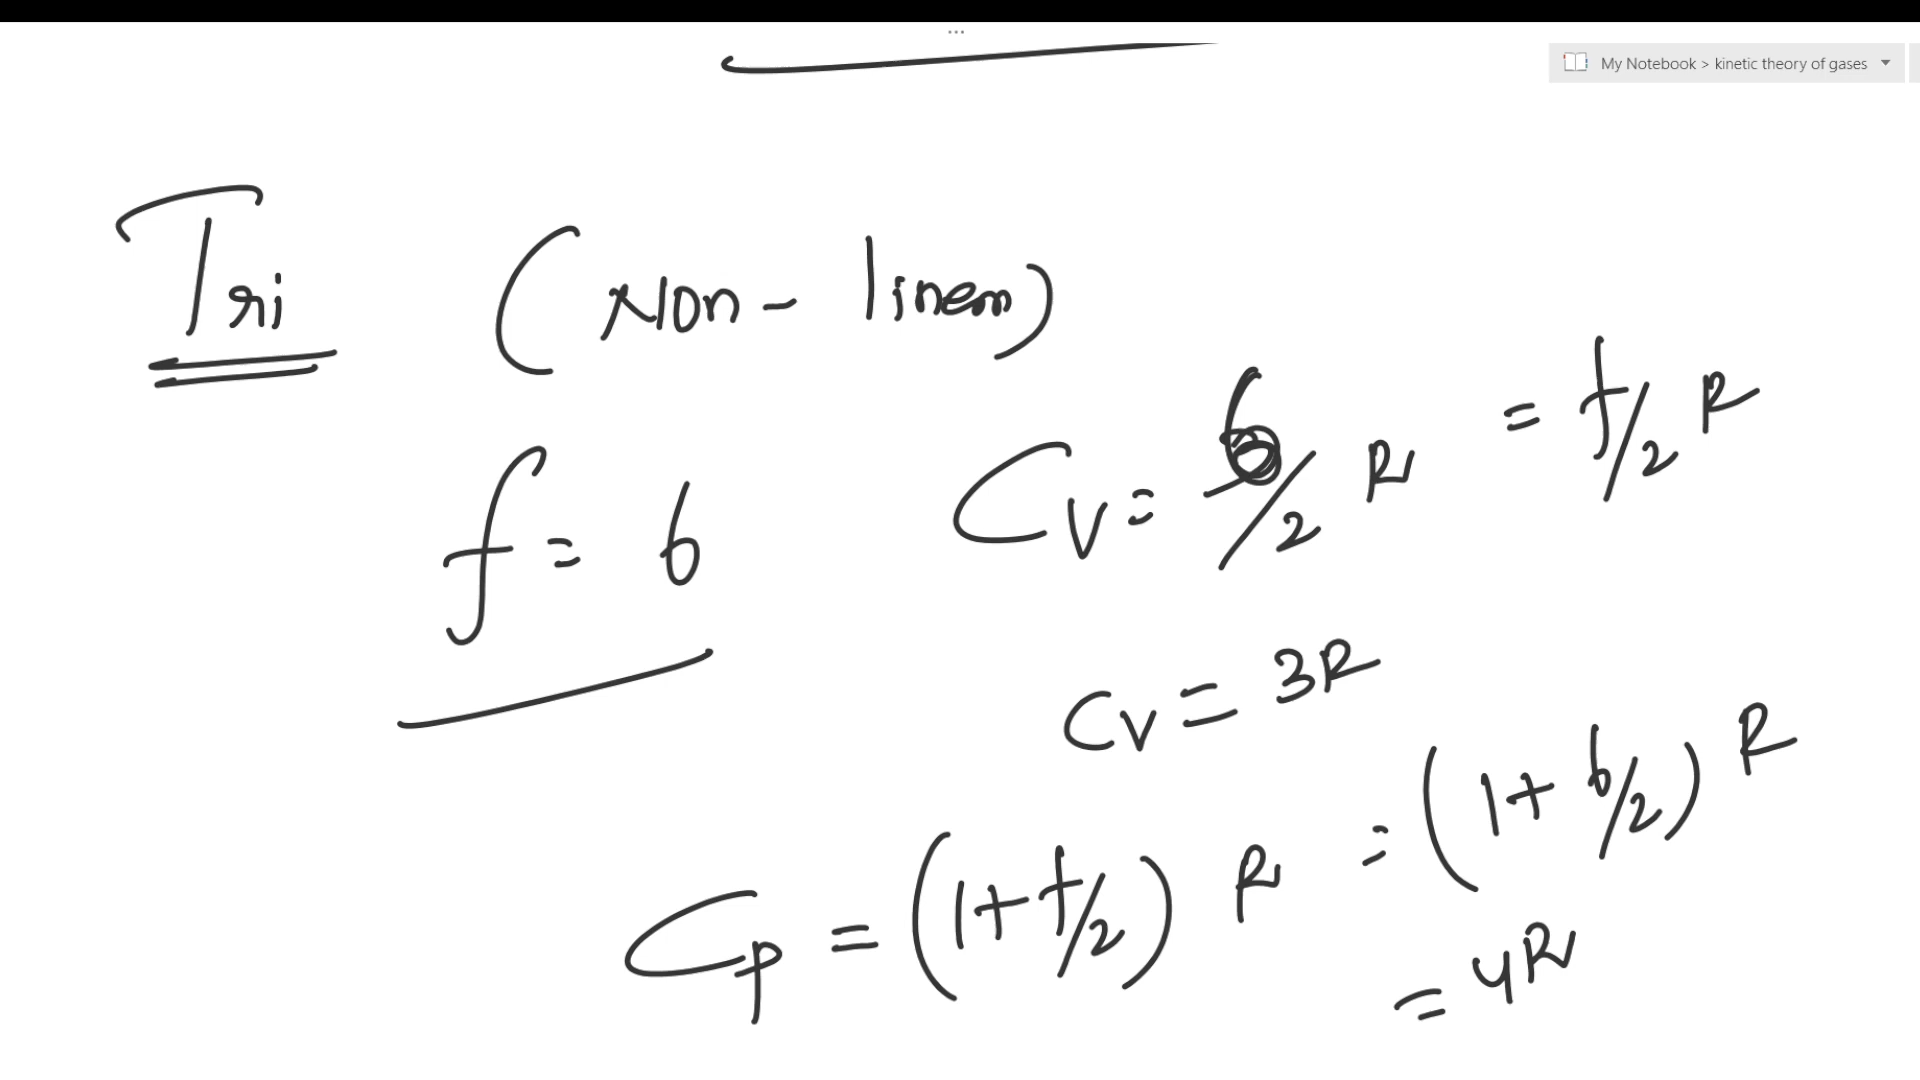 ...
My Notebook > kinetic theory of gases
Tri (Non-linear)
f = 6
Cv = 6/2 R = f/2 R
Cv = 3R
Cp = (1+f/2) R = (1+6/2) R
= 4R